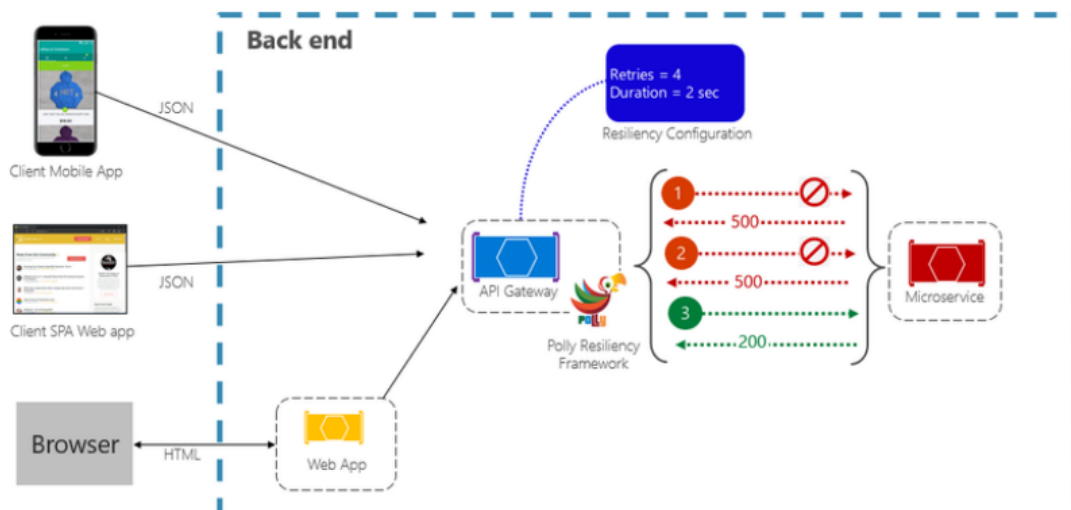 Back end
Retries = 4
Duration = 2 sec
Resiliency Configuration
JSON
Client Mobile App
1
500
2
500
3
200
API Gateway
Polly
Polly Resiliency
Framework
Microservice
JSON
Client SPA Web app
Browser
HTML
Web App